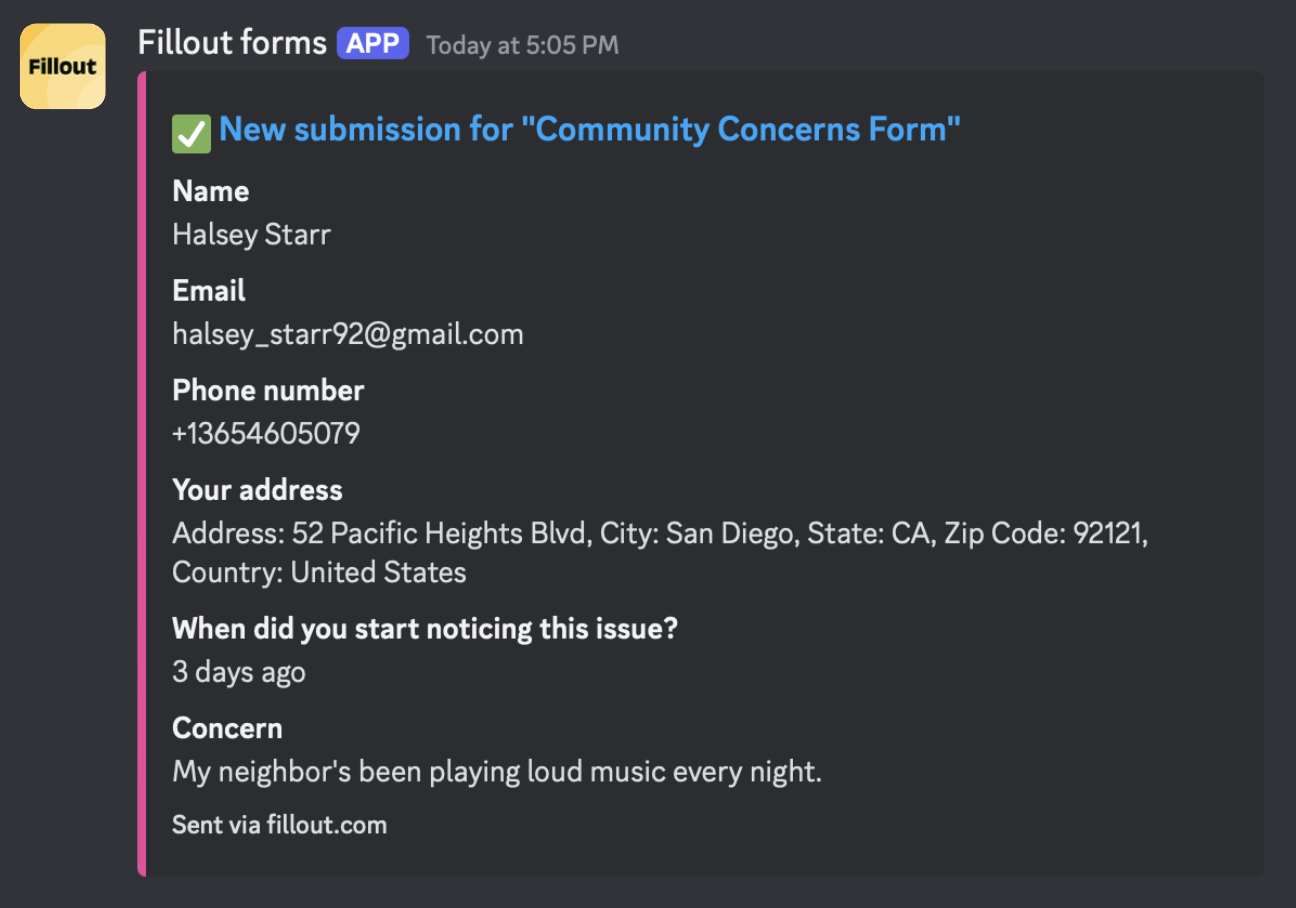 Fillout
Fillout forms APP Today at 5:05 PM
New submission for "Community Concerns Form"
Name
Halsey Starr
Email
halsey_starr92@gmail.com
Phone number
+13654605079
Your address
Address: 52 Pacific Heights Blvd, City: San Diego, State: CA, Zip Code: 92121,
Country: United States
When did you start noticing this issue?
3 days ago
Concern
My neighbor's been playing loud music every night.
Sent via fillout.com